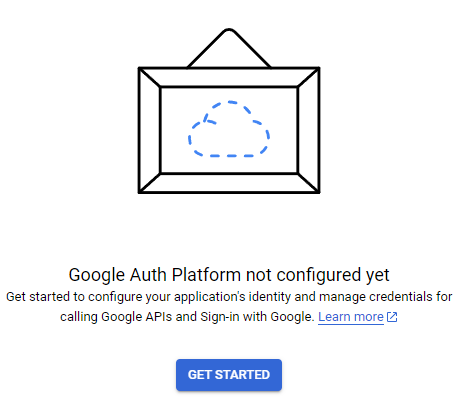 Google Auth Platform not configured yet
Get started to configure your application's identity and manage credentials for
calling Google APIs and Sign-in with Google. Learn more
GET STARTED